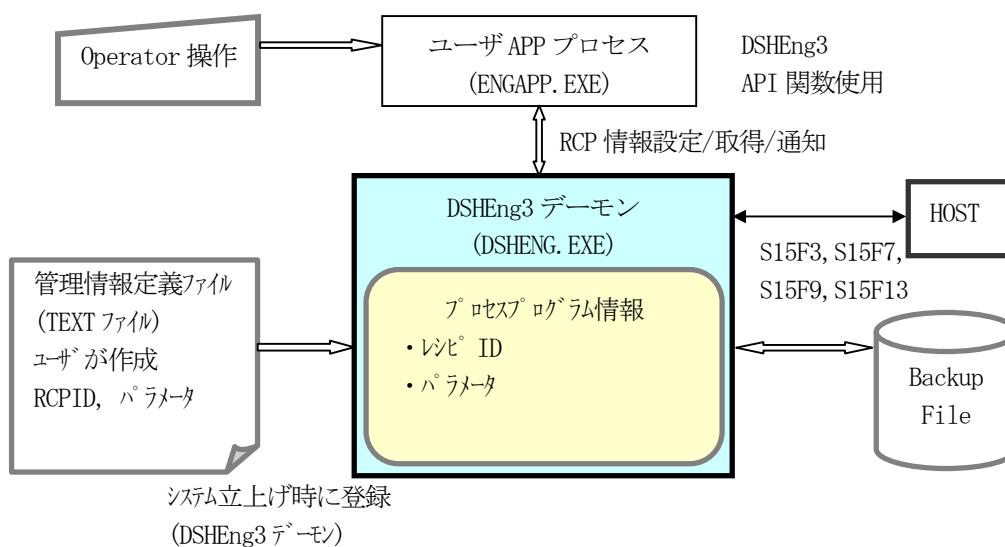 Operator 操作
ユーザ APP プロセス
(ENGAPP.EXE)
DSHEng3
API 関数使用
RCP 情報設定/取得/通知
DSHEng3 デーモン
(DSHENG.EXE)
HOST
S15F3, S15F7,
S15F9, S15F13
管理情報定義ファイル
(TEXT ファイル)
ユーザが作成
RCPID, パラメータ
プロセスプログラム情報
・レシピ ID
・パラメータ
Backup
File
システム立上げ時に登録
(DSHEng3 デーモン)